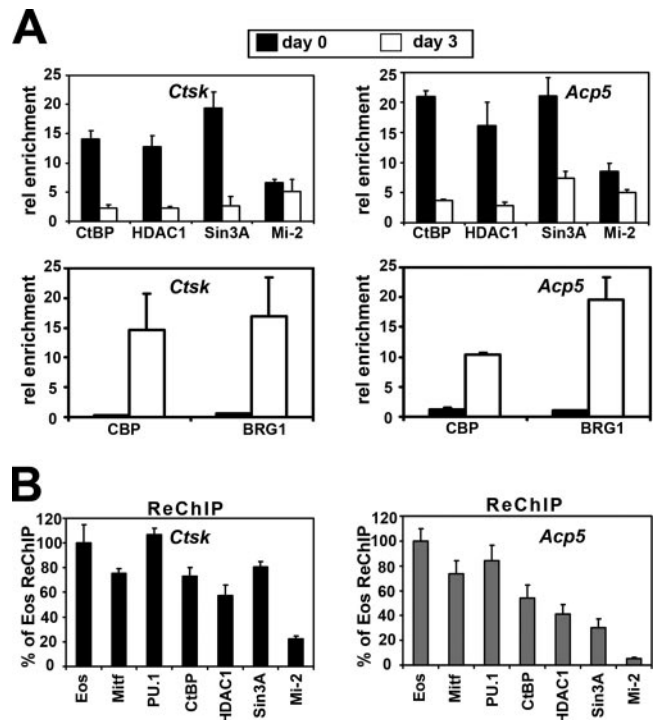 A
day 0 day 3
rel enrichment
25
20
15
10
5
0
Ctsk
CtBP HDAC1 Sin3A Mi-2
rel enrichment
25
20
15
10
5
0
Acp5
CtBP HDAC1 Sin3A Mi-2
rel enrichment
25
20
15
10
5
0
Ctsk
CBP BRG1
rel enrichment
25
20
15
10
5
0
Acp5
CBP BRG1
B
ReChIP
% of Eos ReChIP
120
100
80
60
40
20
0
Ctsk
Eos
Mitf
PU.1
CtBP
HDAC1
Sin3A
Mi-2
ReChIP
% of Eos ReChIP
120
100
80
60
40
20
0
Acp5
Eos
Mitf
PU.1
CtBP
HDAC1
Sin3A
Mi-2